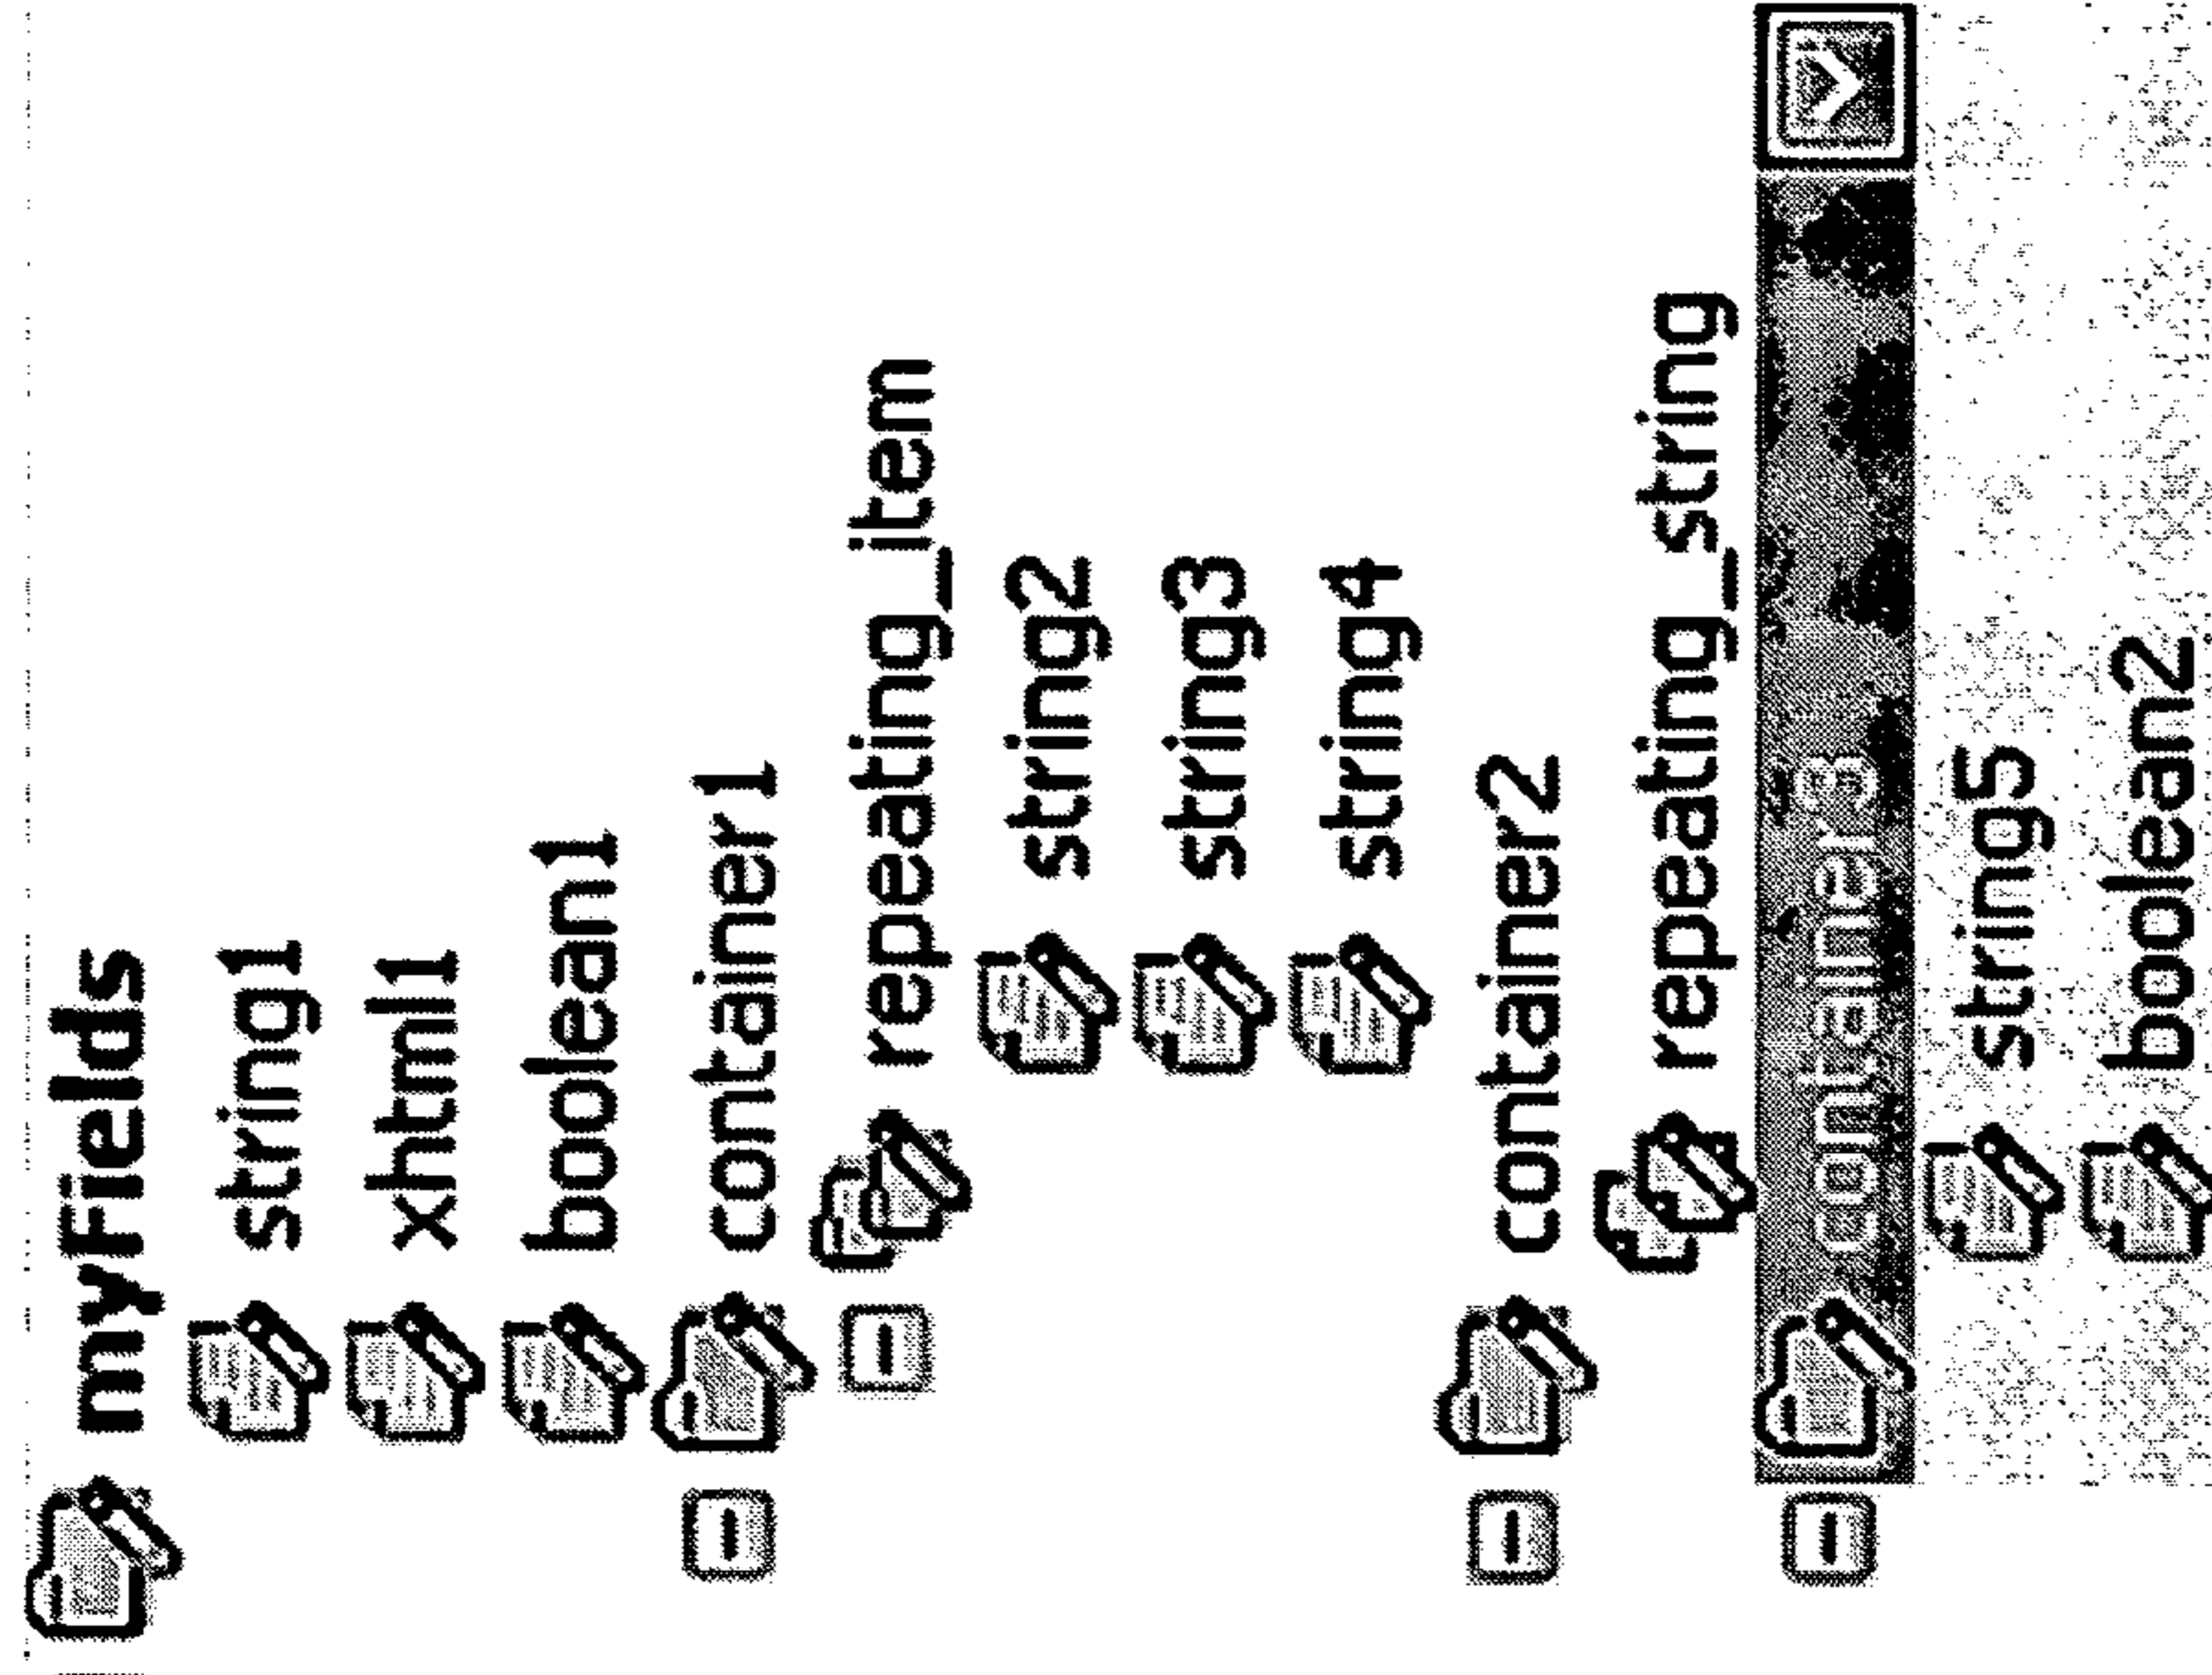 myFields
string1
xhtml1
boolean1
container1
repeating_item
string2
string3
string4
container2
repeating_string
container3
string5
boolean2